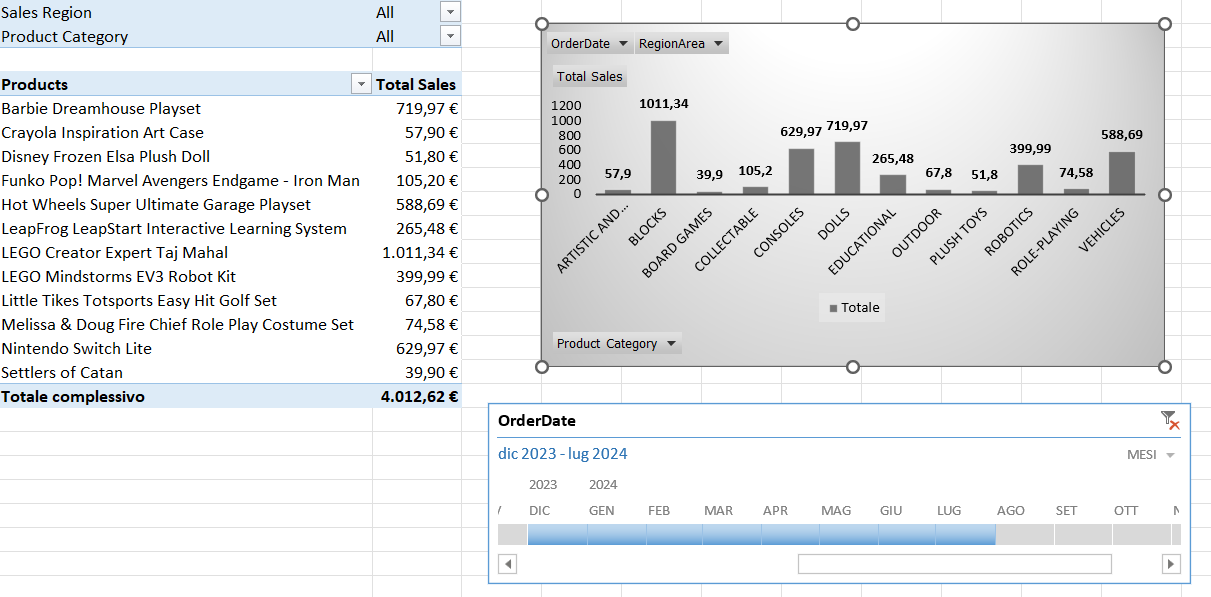 Sales Region All
Product Category All
Products Total Sales
Barbie Dreamhouse Playset 719,97 €
Crayola Inspiration Art Case 57,90 €
Disney Frozen Elsa Plush Doll 51,80 €
Funko Pop! Marvel Avengers Endgame - Iron Man 105,20 €
Hot Wheels Super Ultimate Garage Playset 588,69 €
LeapFrog LeapStart Interactive Learning System 265,48 €
LEGO Creator Expert Taj Mahal 1.011,34 €
LEGO Mindstorms EV3 Robot Kit 399,99 €
Little Tikes Totsports Easy Hit Golf Set 67,80 €
Melissa & Doug Fire Chief Role Play Costume Set 74,58 €
Nintendo Switch Lite 629,97 €
Settlers of Catan 39,90 €
Totale complessivo 4.012,62 €
OrderDate RegionArea
Total Sales
1200
1000
800
600
400
200
0
57,9 1011,34 39,9 105,2 629,97 719,97 265,48 67,8 51,8 399,99 74,58 588,69
ARTISTIC AND... BLOCKS BOARD GAMES COLLECTABLE CONSOLES DOLLS EDUCATIONAL OUTDOOR PLUSH TOYS ROBOTICS ROLE-PLAYING VEHICLES
Totale
Product Category
OrderDate
dic 2023 - lug 2024 MESI
2023 2024
DIC GEN FEB MAR APR MAG GIU LUG AGO SET OTT